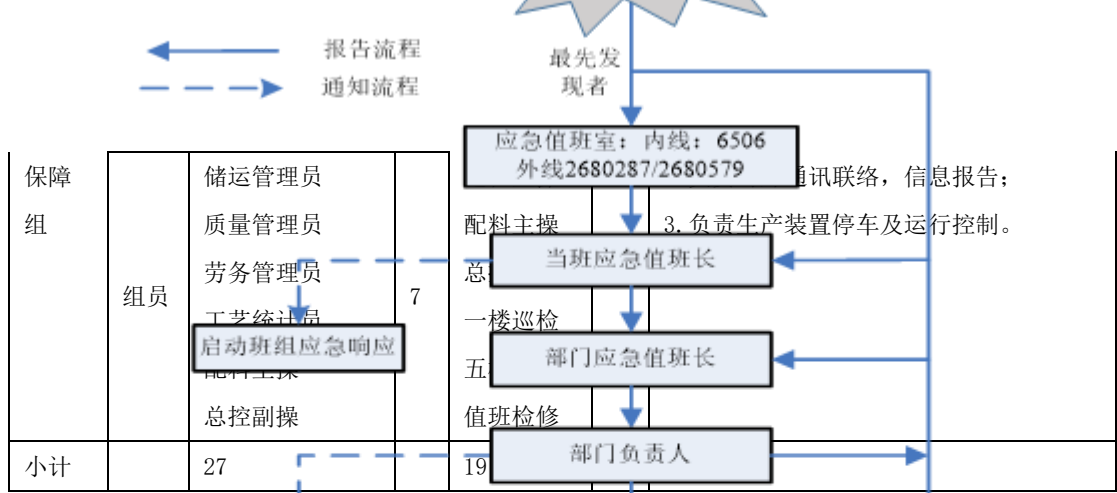 报告流程
通知流程
最先发
现者
应急值班室：内线：6506
外线2680287/2680579
保障
组
组员
储运管理员
质量管理员
劳务管理员
工艺统计员
总控副操
7
配料主操
总
一楼巡检
五
值班检修
通讯联络，信息报告；
3.负责生产装置停车及运行控制。
当班应急值班长
启动班组应急响应
部门应急值班长
部门负责人
小计
27
19